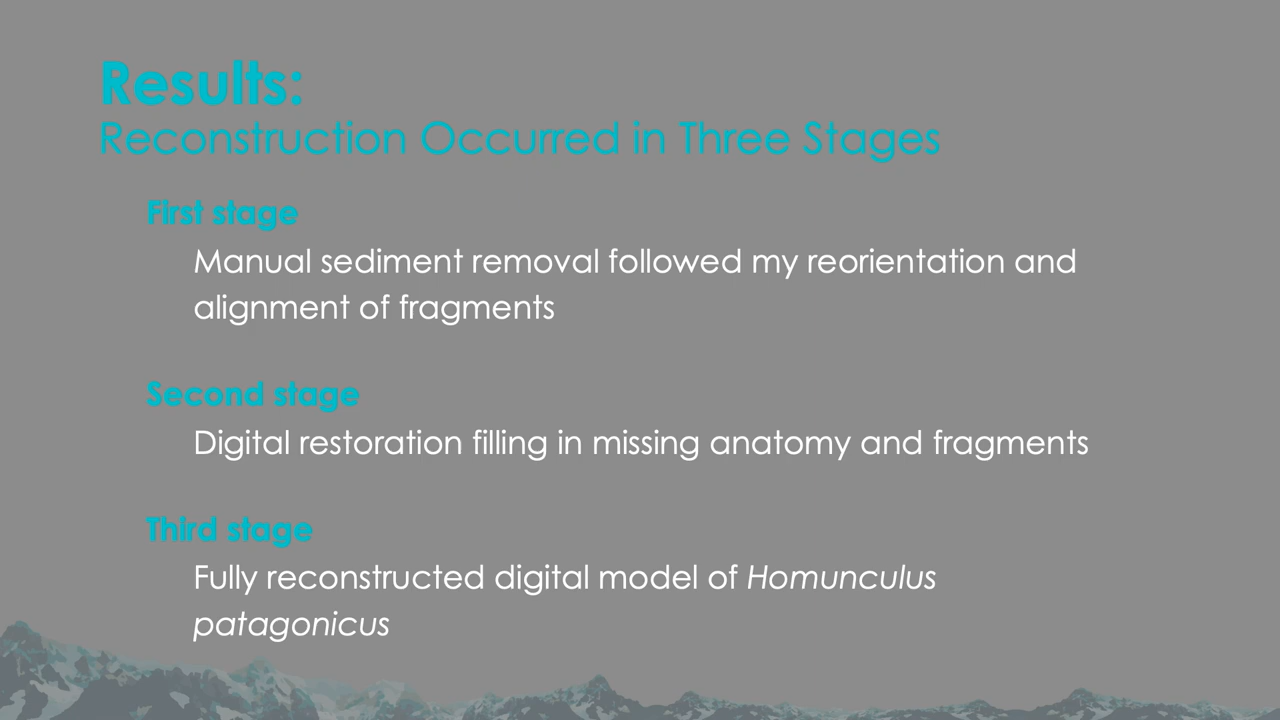 Results:
Reconstruction Occurred in Three Stages
First stage
Manual sediment removal followed my reorientation and
alignment of fragments
Second stage
Digital restoration filling in missing anatomy and fragments
Third stage
Fully reconstructed digital model of Homunculus
patagonicus